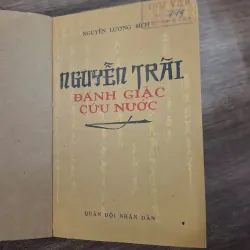 NGUYỄN LƯƠNG BÍCH
NGUYỄN TRÃI
ĐÁNH GIẶC
CỨU NƯỚC
QUÂN ĐỘI NHÂN DÂN